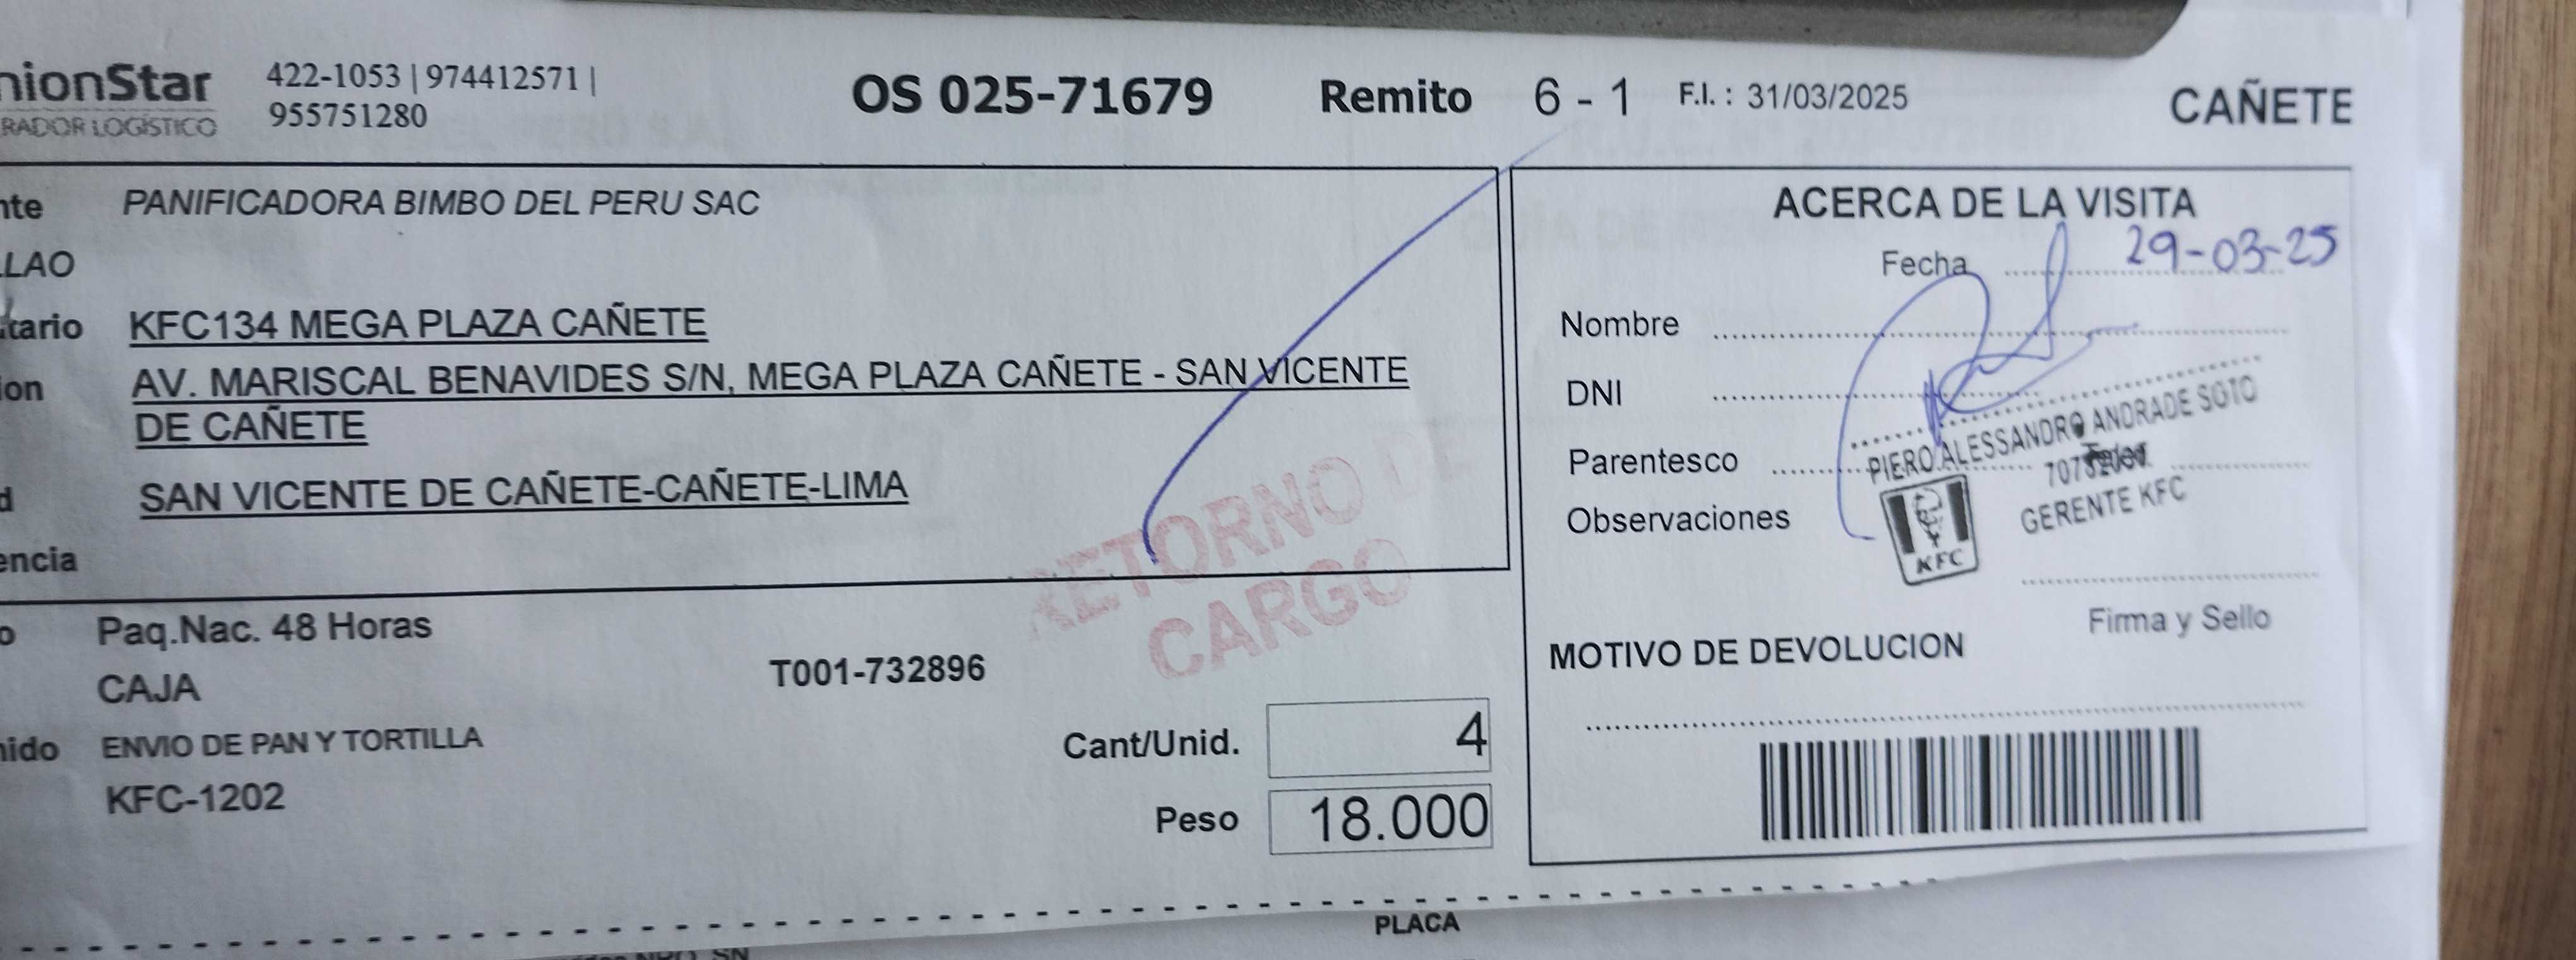 nionStar
RADOR LOGÍSTICO
422-1053 | 974412571 |
955751280
OS 025-71679
Remito 6 - 1
F.I. : 31/03/2025
CAÑETE
nte PANIFICADORA BIMBO DEL PERU SAC
LLAO
tario KFC134 MEGA PLAZA CAÑETE
ion AV. MARISCAL BENAVIDES S/N, MEGA PLAZA CAÑETE - SAN VICENTE
DE CAÑETE
d SAN VICENTE DE CAÑETE-CAÑETE-LIMA
encia
RETORNO DE
CARGO
o Paq.Nac. 48 Horas
CAJA
T001-732896
nido ENVIO DE PAN Y TORTILLA
KFC-1202
Cant/Unid. 4
Peso 18.000
ACERCA DE LA VISITA
Fecha 29-03-25
Nombre
DNI
Parentesco
Observaciones
PIERO ALESSANDRO ANDRADE SOTO
GERENTE KFC
KFC
Firma y Sello
MOTIVO DE DEVOLUCION
PLACA